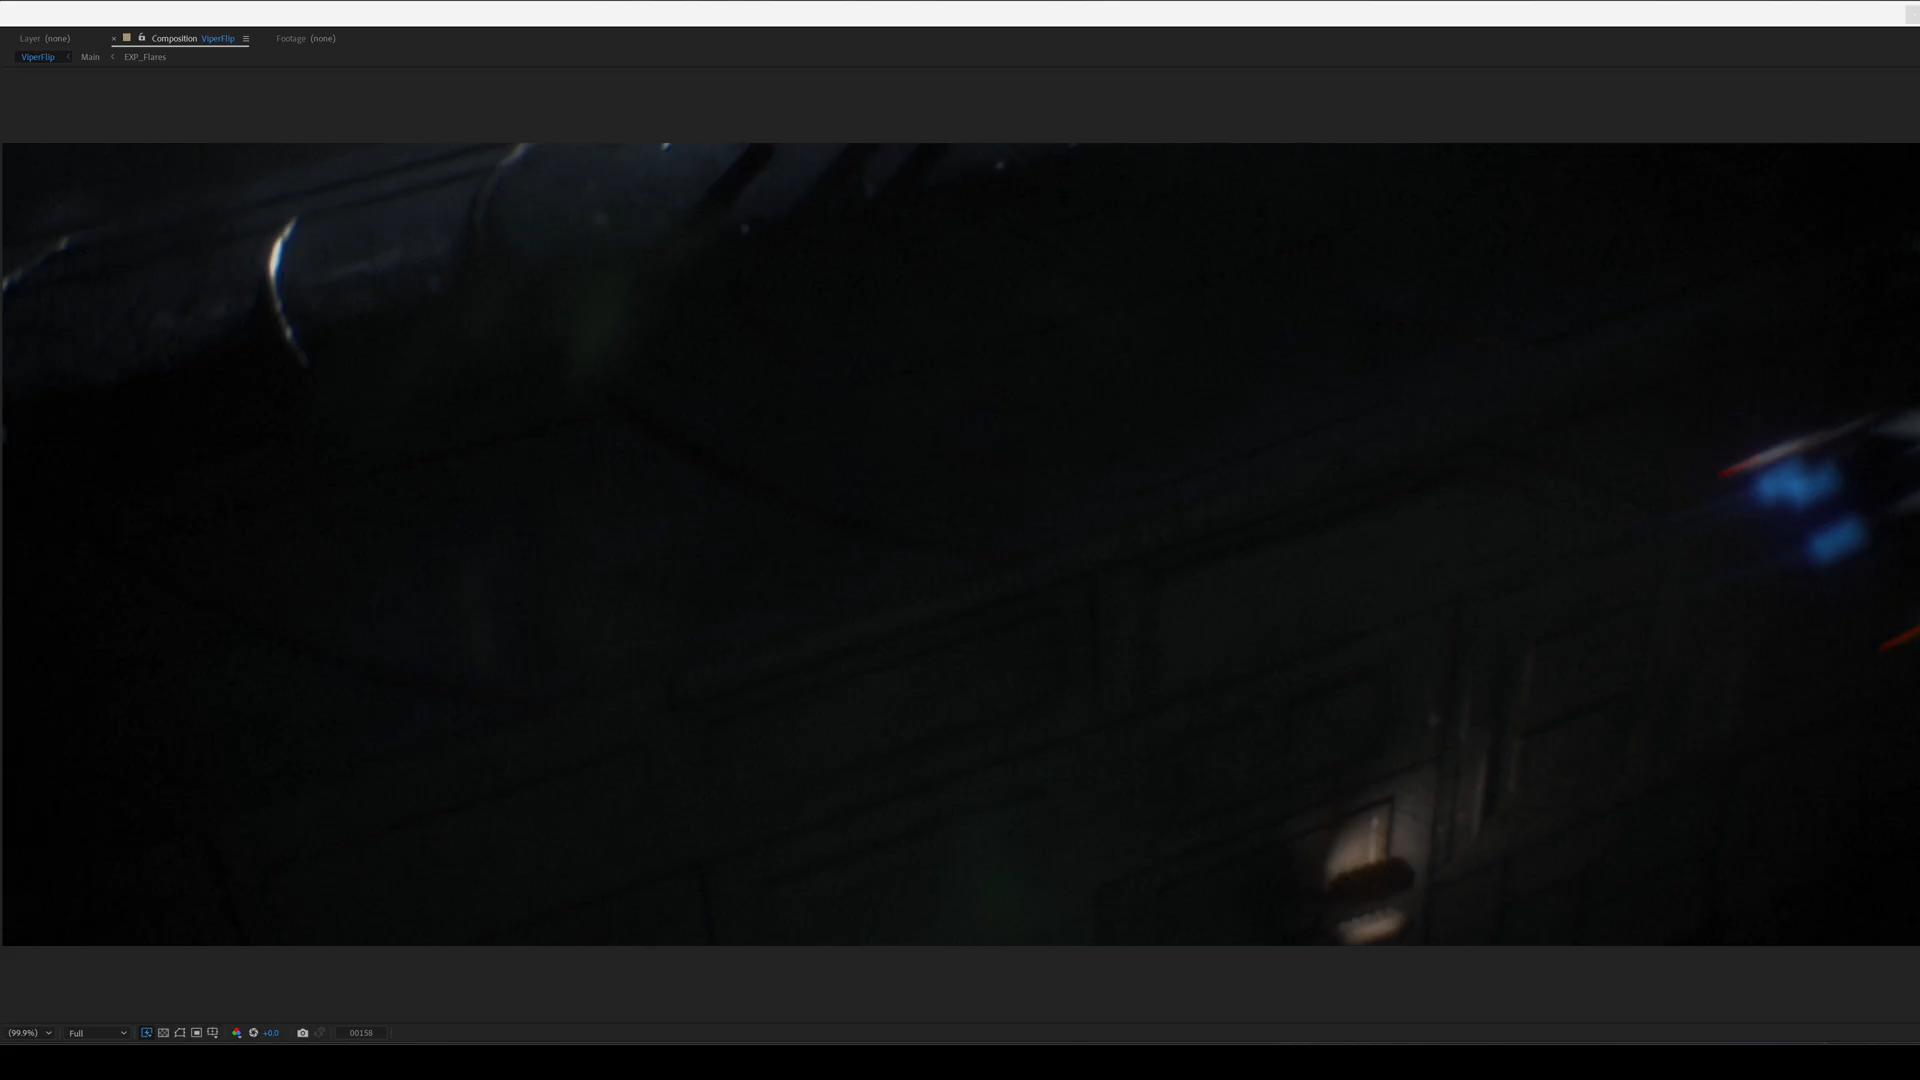 Layer (none)
Composition ViperFlip
Footage (none)
ViperFlip
Main
EXP_Flares
(99.9%)
Full
+0.0
00158